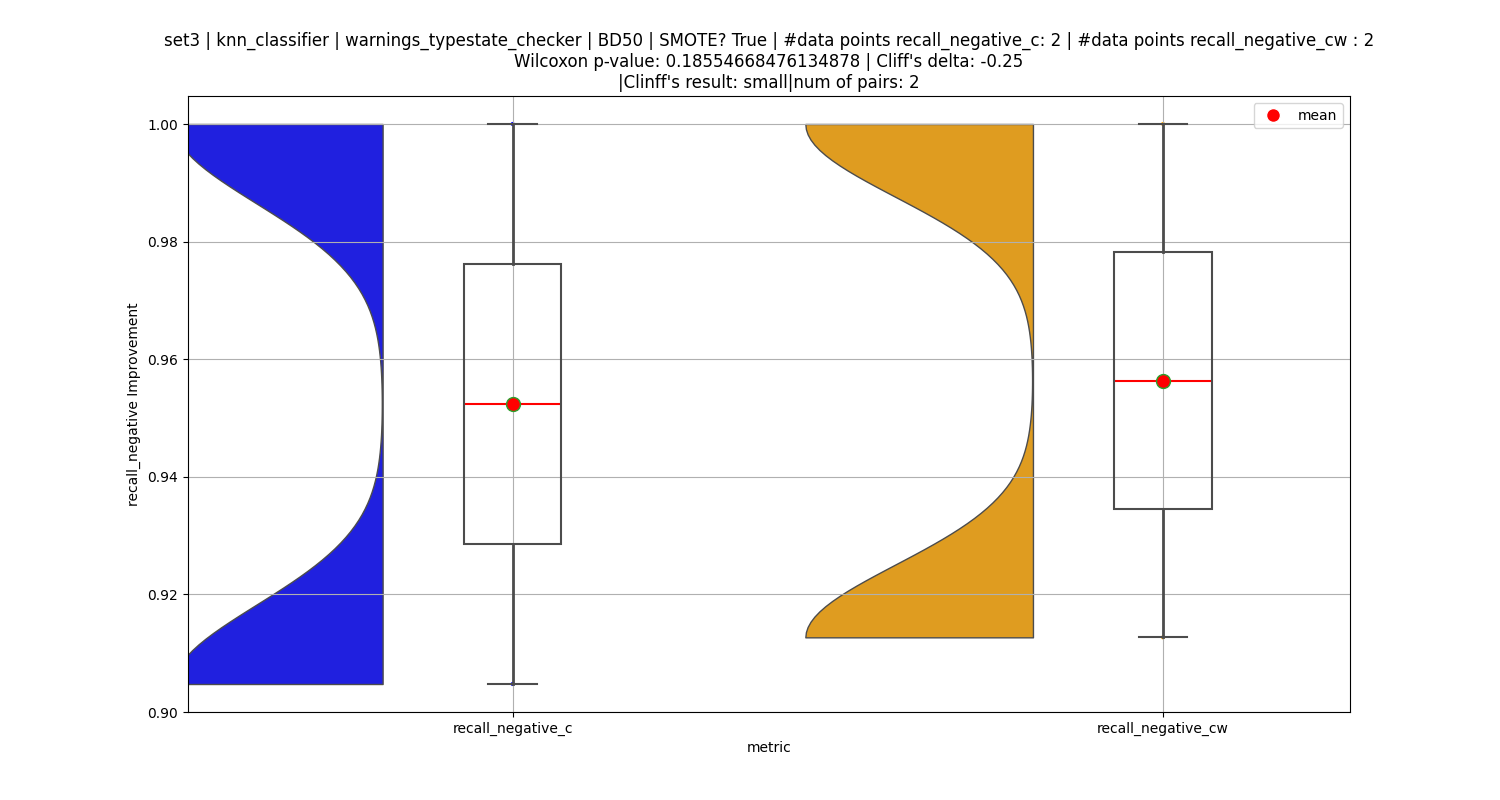 set3 | knn_classifier | warnings_typestate_checker | BD50 | SMOTE? True | #data points recall_negative_c: 2 | #data points recall_negative_cw : 2
Wilcoxon p-value: 0.18554668476134878 | Cliff's delta: -0.25
|Clinff's result: small|num of pairs: 2
mean
1.00
0.98
0.96
0.94
0.92
0.90
recall_negative Improvement
recall_negative_c
recall_negative_cw
metric